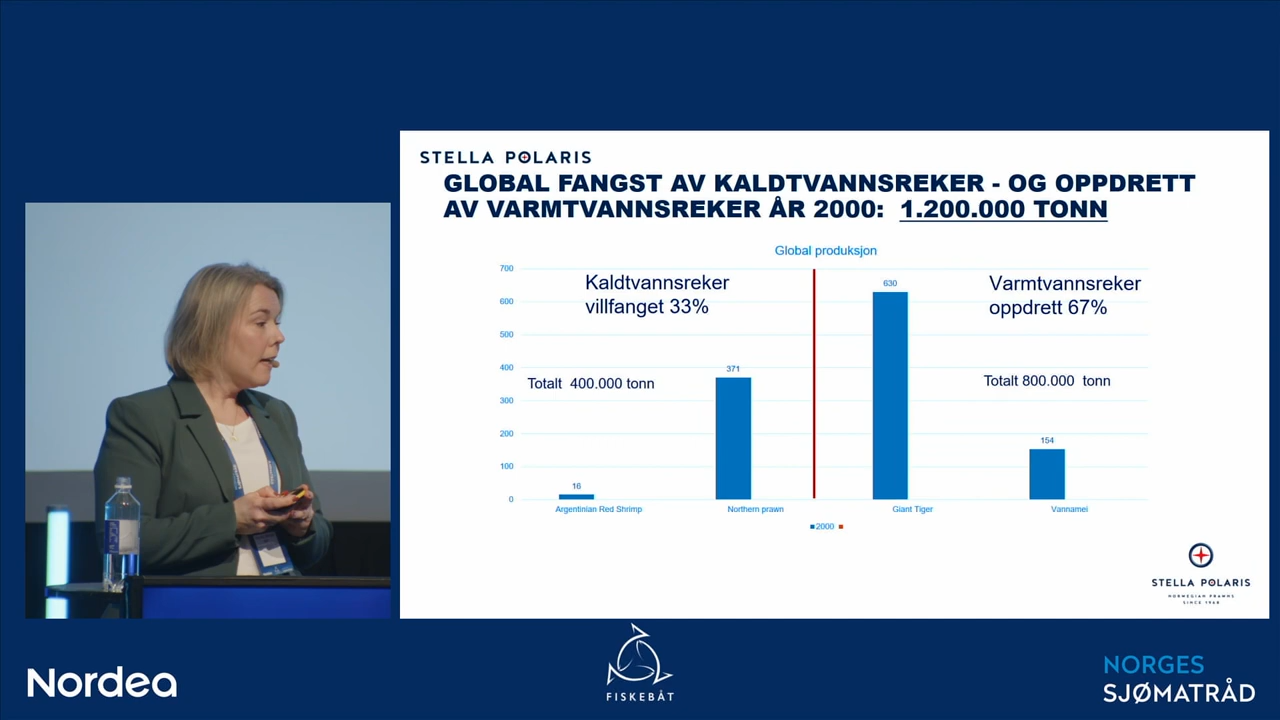 STELLA POLARIS
GLOBAL FANGST AV KALDTVANNSREKER - OG OPPDRETT
AV VARMTVANNSREKER ÅR 2000: 1.200.000 TONN
Global produksjon
700
600
500
400
300
200
100
0
Kaldtvannsreker
villfanget 33%
Varmtvannsreker
oppdrett 67%
Totalt 400.000 tonn
Totalt 800.000 tonn
16
371
630
154
Argentinian Red Shrimp
Northern prawn
Giant Tiger
Vannamei
2000
STELLA POLARIS
NORWEGIAN PRAWNS
SINCE 1968
Nordea
FISKEBÅT
NORGES
SJØMATRÅD